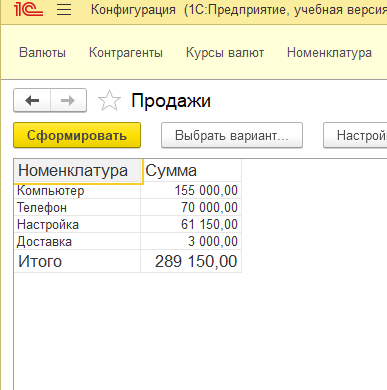 1С Конфигурация (1С:Предприятие, учебная версия
Валюты Контрагенты Курсы валют Номенклатура
Продажи
Сформировать Выбрать вариант... Настрой
Номенклатура Сумма
Компьютер 155 000,00
Телефон 70 000,00
Настройка 61 150,00
Доставка 3 000,00
Итого 289 150,00